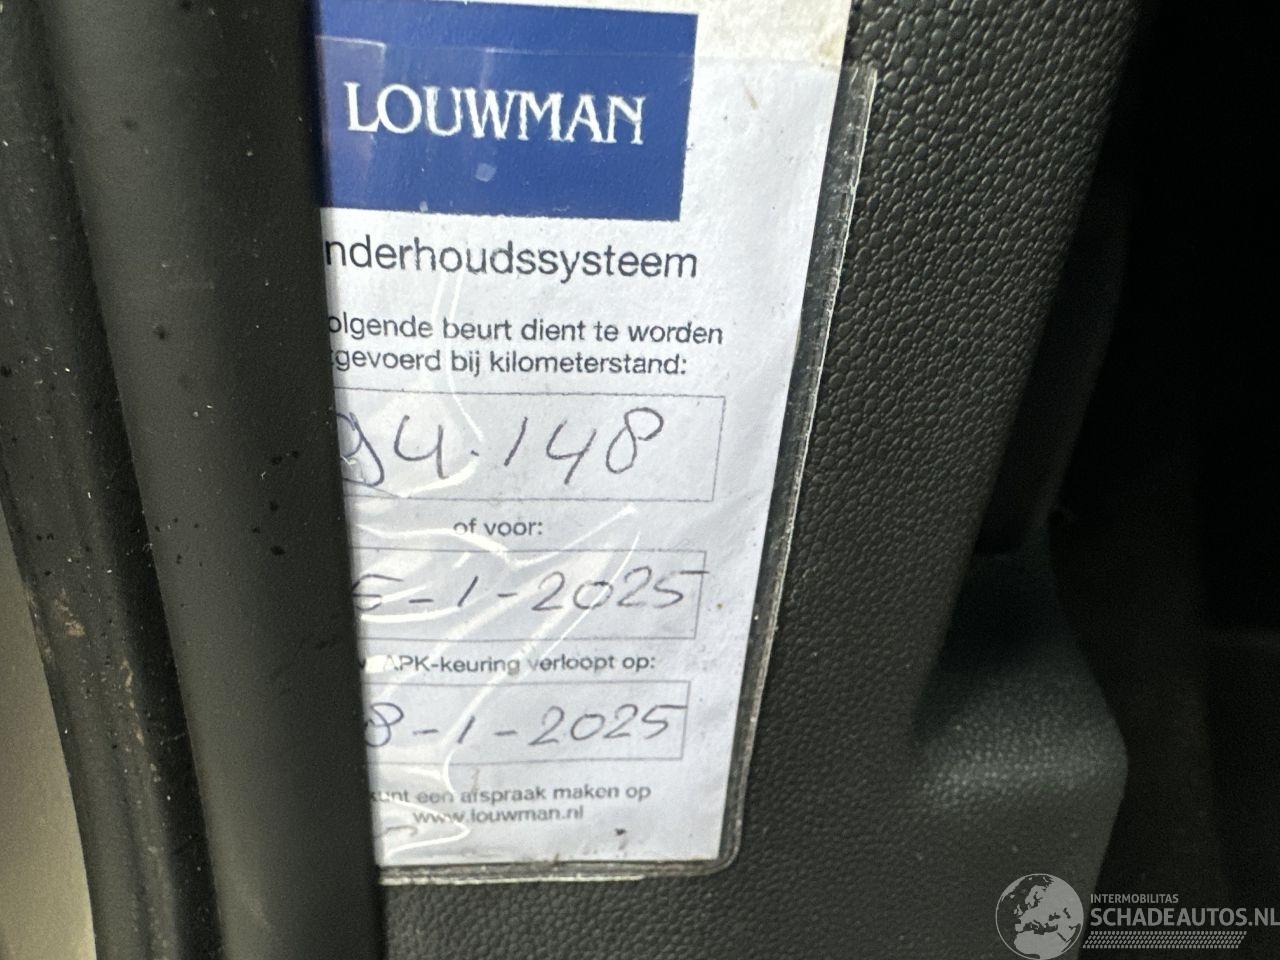 LOUWMAN
nderhoudssysteem
olgende beurt dient te worden
gevoerd bij kilometerstand:
94.148
of voor:
-1-2025
APK-keuring verloopt op:
8-1-2025
kunt een afspraak maken op
www.louwman.nl
INTERMOBILITAS
SCHADEAUTOS.NL